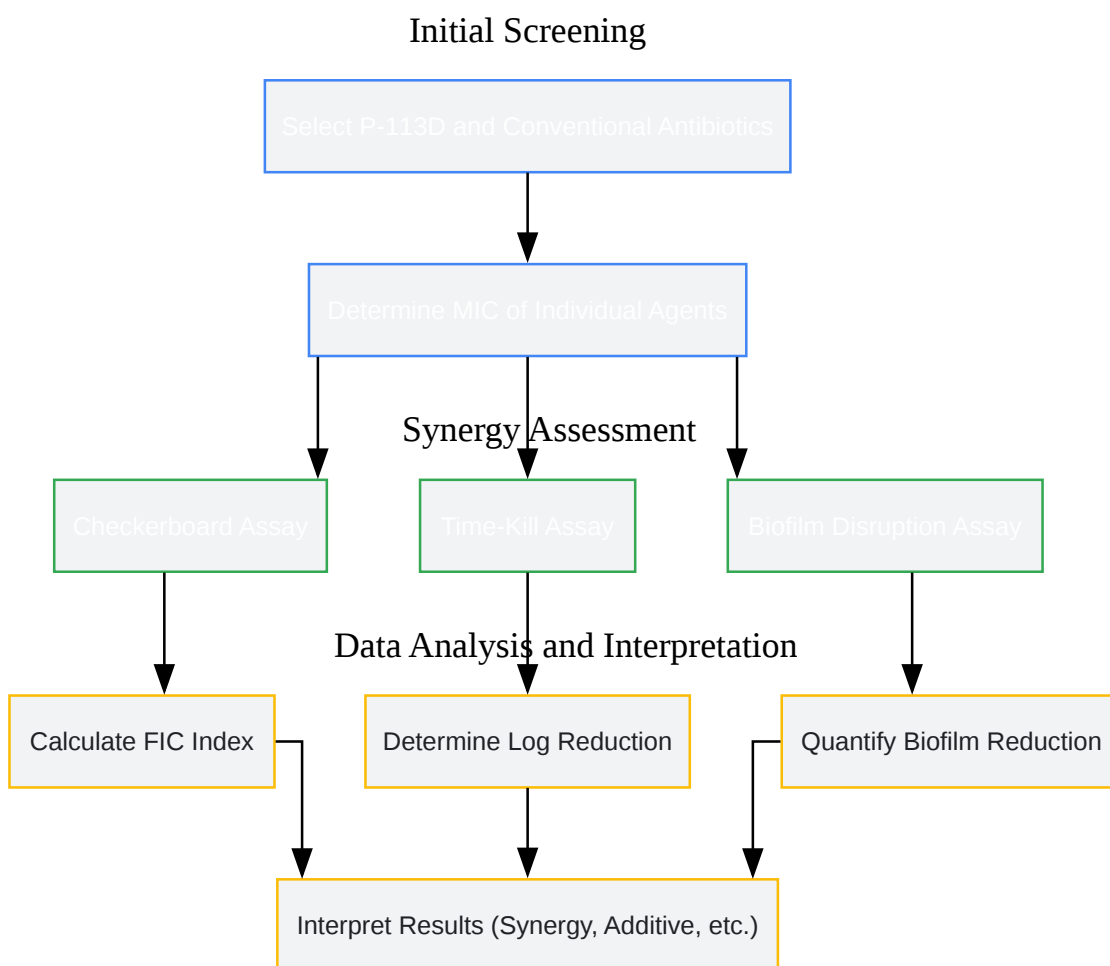 Initial Screening
Select P-113D and Conventional Antibiotics
Determine MIC of Individual Agents
Synergy Assessment
Checkerboard Assay
Time-Kill Assay
Biofilm Disruption Assay
Data Analysis and Interpretation
Calculate FIC Index
Determine Log Reduction
Quantify Biofilm Reduction
Interpret Results (Synergy, Additive, etc.)